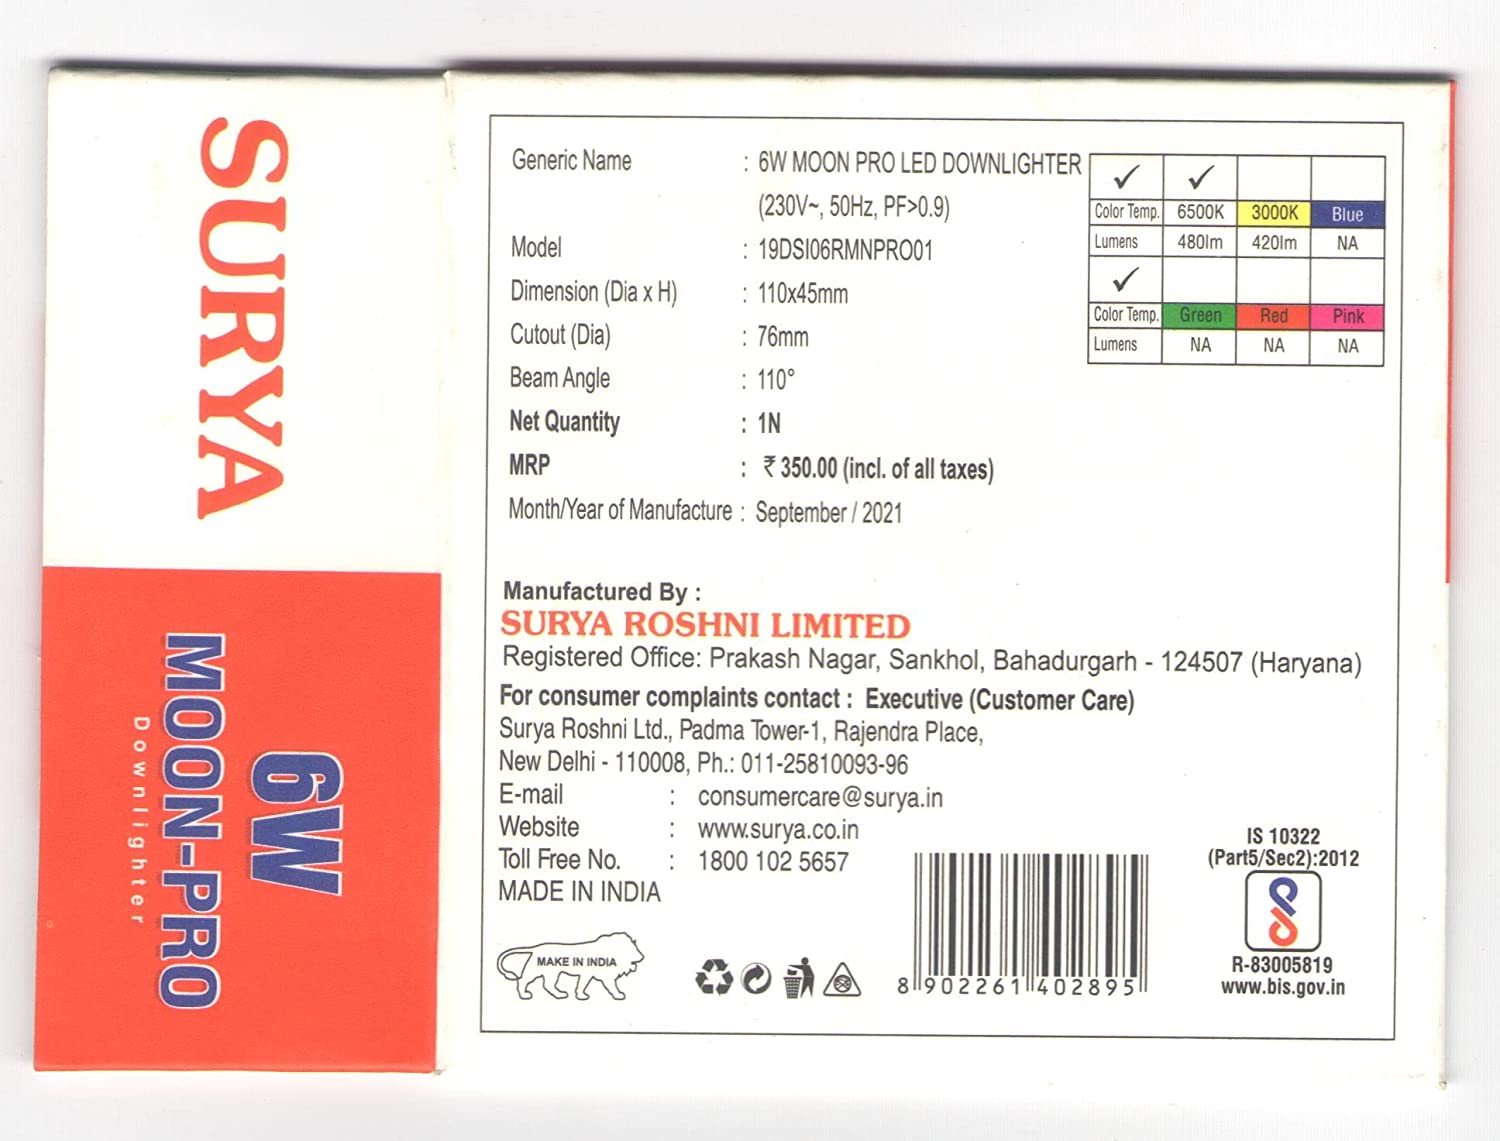 SURYA
6W
MOON-PRO
Downlighter
Generic Name : 6W MOON PRO LED DOWNLIGHTER
(230V~, 50Hz, PF>0.9)
Model : 19DSI06RMNPRO01
Dimension (Dia x H) : 110x45mm
Cutout (Dia) : 76mm
Beam Angle : 110°
Net Quantity : 1N
MRP : ₹ 350.00 (incl. of all taxes)
Month/Year of Manufacture : September / 2021
✓ ✓
Color Temp. 6500K 3000K Blue
Lumens 480lm 420lm NA
✓
Color Temp. Green Red Pink
Lumens NA NA NA
Manufactured By :
SURYA ROSHNI LIMITED
Registered Office: Prakash Nagar, Sankhol, Bahadurgarh - 124507 (Haryana)
For consumer complaints contact : Executive (Customer Care)
Surya Roshni Ltd., Padma Tower-1, Rajendra Place,
New Delhi - 110008, Ph.: 011-25810093-96
E-mail : consumercare@surya.in
Website : www.surya.co.in
Toll Free No. : 1800 102 5657
MADE IN INDIA
MAKE IN INDIA
8 902261 402895
IS 10322
(Part5/Sec2):2012
R-83005819
www.bis.gov.in